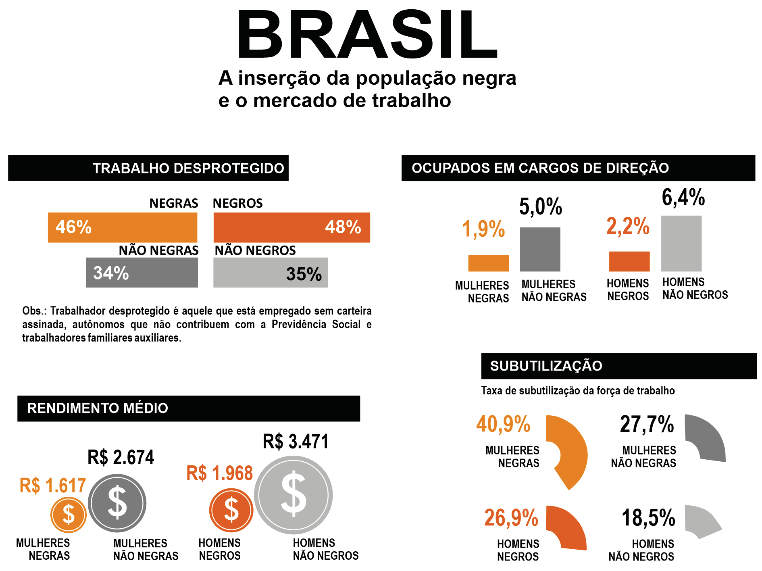 BRASIL
A inserção da população negra
e o mercado de trabalho
TRABALHO DESPROTEGIDO
NEGRAS NEGROS
46% 48%
NÃO NEGRAS NÃO NEGROS
34% 35%
Obs.: Trabalhador desprotegido é aquele que está empregado sem carteira
assinada, autônomos que não contribuem com a Previdência Social e
trabalhadores familiares auxiliares.
OCUPADOS EM CARGOS DE DIREÇÃO
1,9%
MULHERES
NEGRAS
5,0%
MULHERES
NÃO NEGRAS
2,2%
HOMENS
NEGROS
6,4%
HOMENS
NÃO NEGROS
RENDIMENTO MÉDIO
R$ 1.617
$
MULHERES
NEGRAS
R$ 2.674
$
MULHERES
NÃO NEGRAS
R$ 1.968
$
HOMENS
NEGROS
R$ 3.471
$
HOMENS
NÃO NEGROS
SUBUTILIZAÇÃO
Taxa de subutilização da força de trabalho
40,9%
MULHERES
NEGRAS
27,7%
MULHERES
NÃO NEGRAS
26,9%
HOMENS
NEGROS
18,5%
HOMENS
NÃO NEGROS